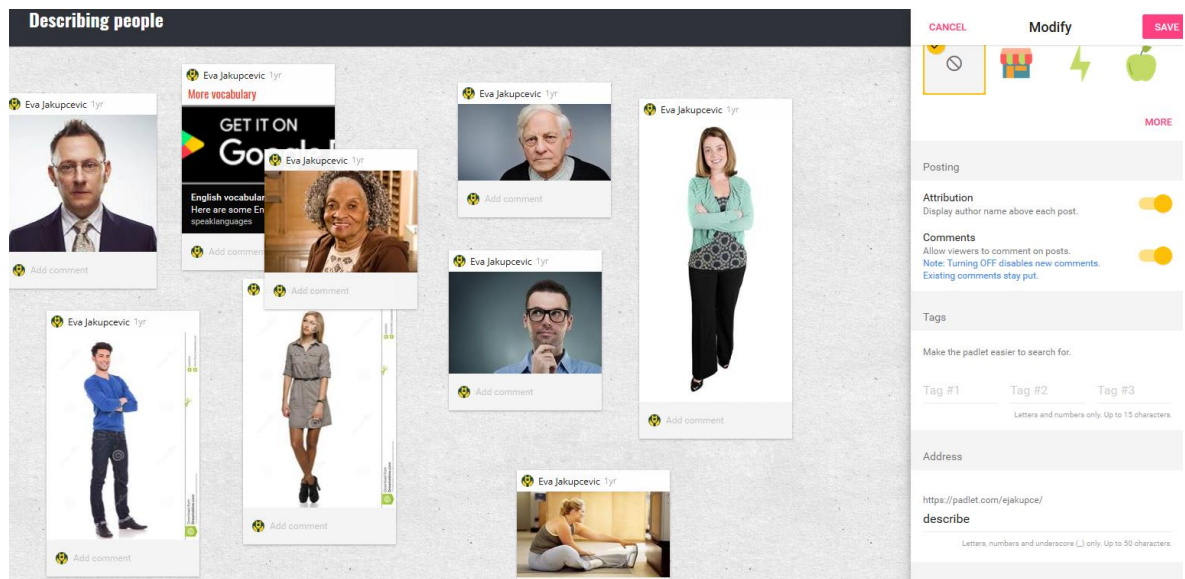 Describing people
Eva Jakupcevic 1yr
Add comment
Eva Jakupcevic 1yr
More vocabulary
GET IT ON
English vocabular
Here are some En
speaklanguages
Add commen
Eva Jakupcevic 1yr
Add comment
Eva Jakupcevic 1yr
Add comment
Eva Jakupcevic 1yr
Add comment
Eva Jakupcevic 1yr
Add comment
Eva Jakupcevic 1yr
Add comment
Add comment
Eva Jakupcevic 1yr
CANCEL
Modify
SAVE
MORE
Posting
Attribution
Display author name above each post.
Comments
Allow viewers to comment on posts.
Note: Turning OFF disables new comments.
Existing comments stay put.
Tags
Make the padlet easier to search for.
Tag #1 Tag #2 Tag #3
Letters and numbers only. Up to 15 characters.
Address
https://padlet.com/ejakupce/
describe
Letters, numbers and underscore (_) only. Up to 50 characters.